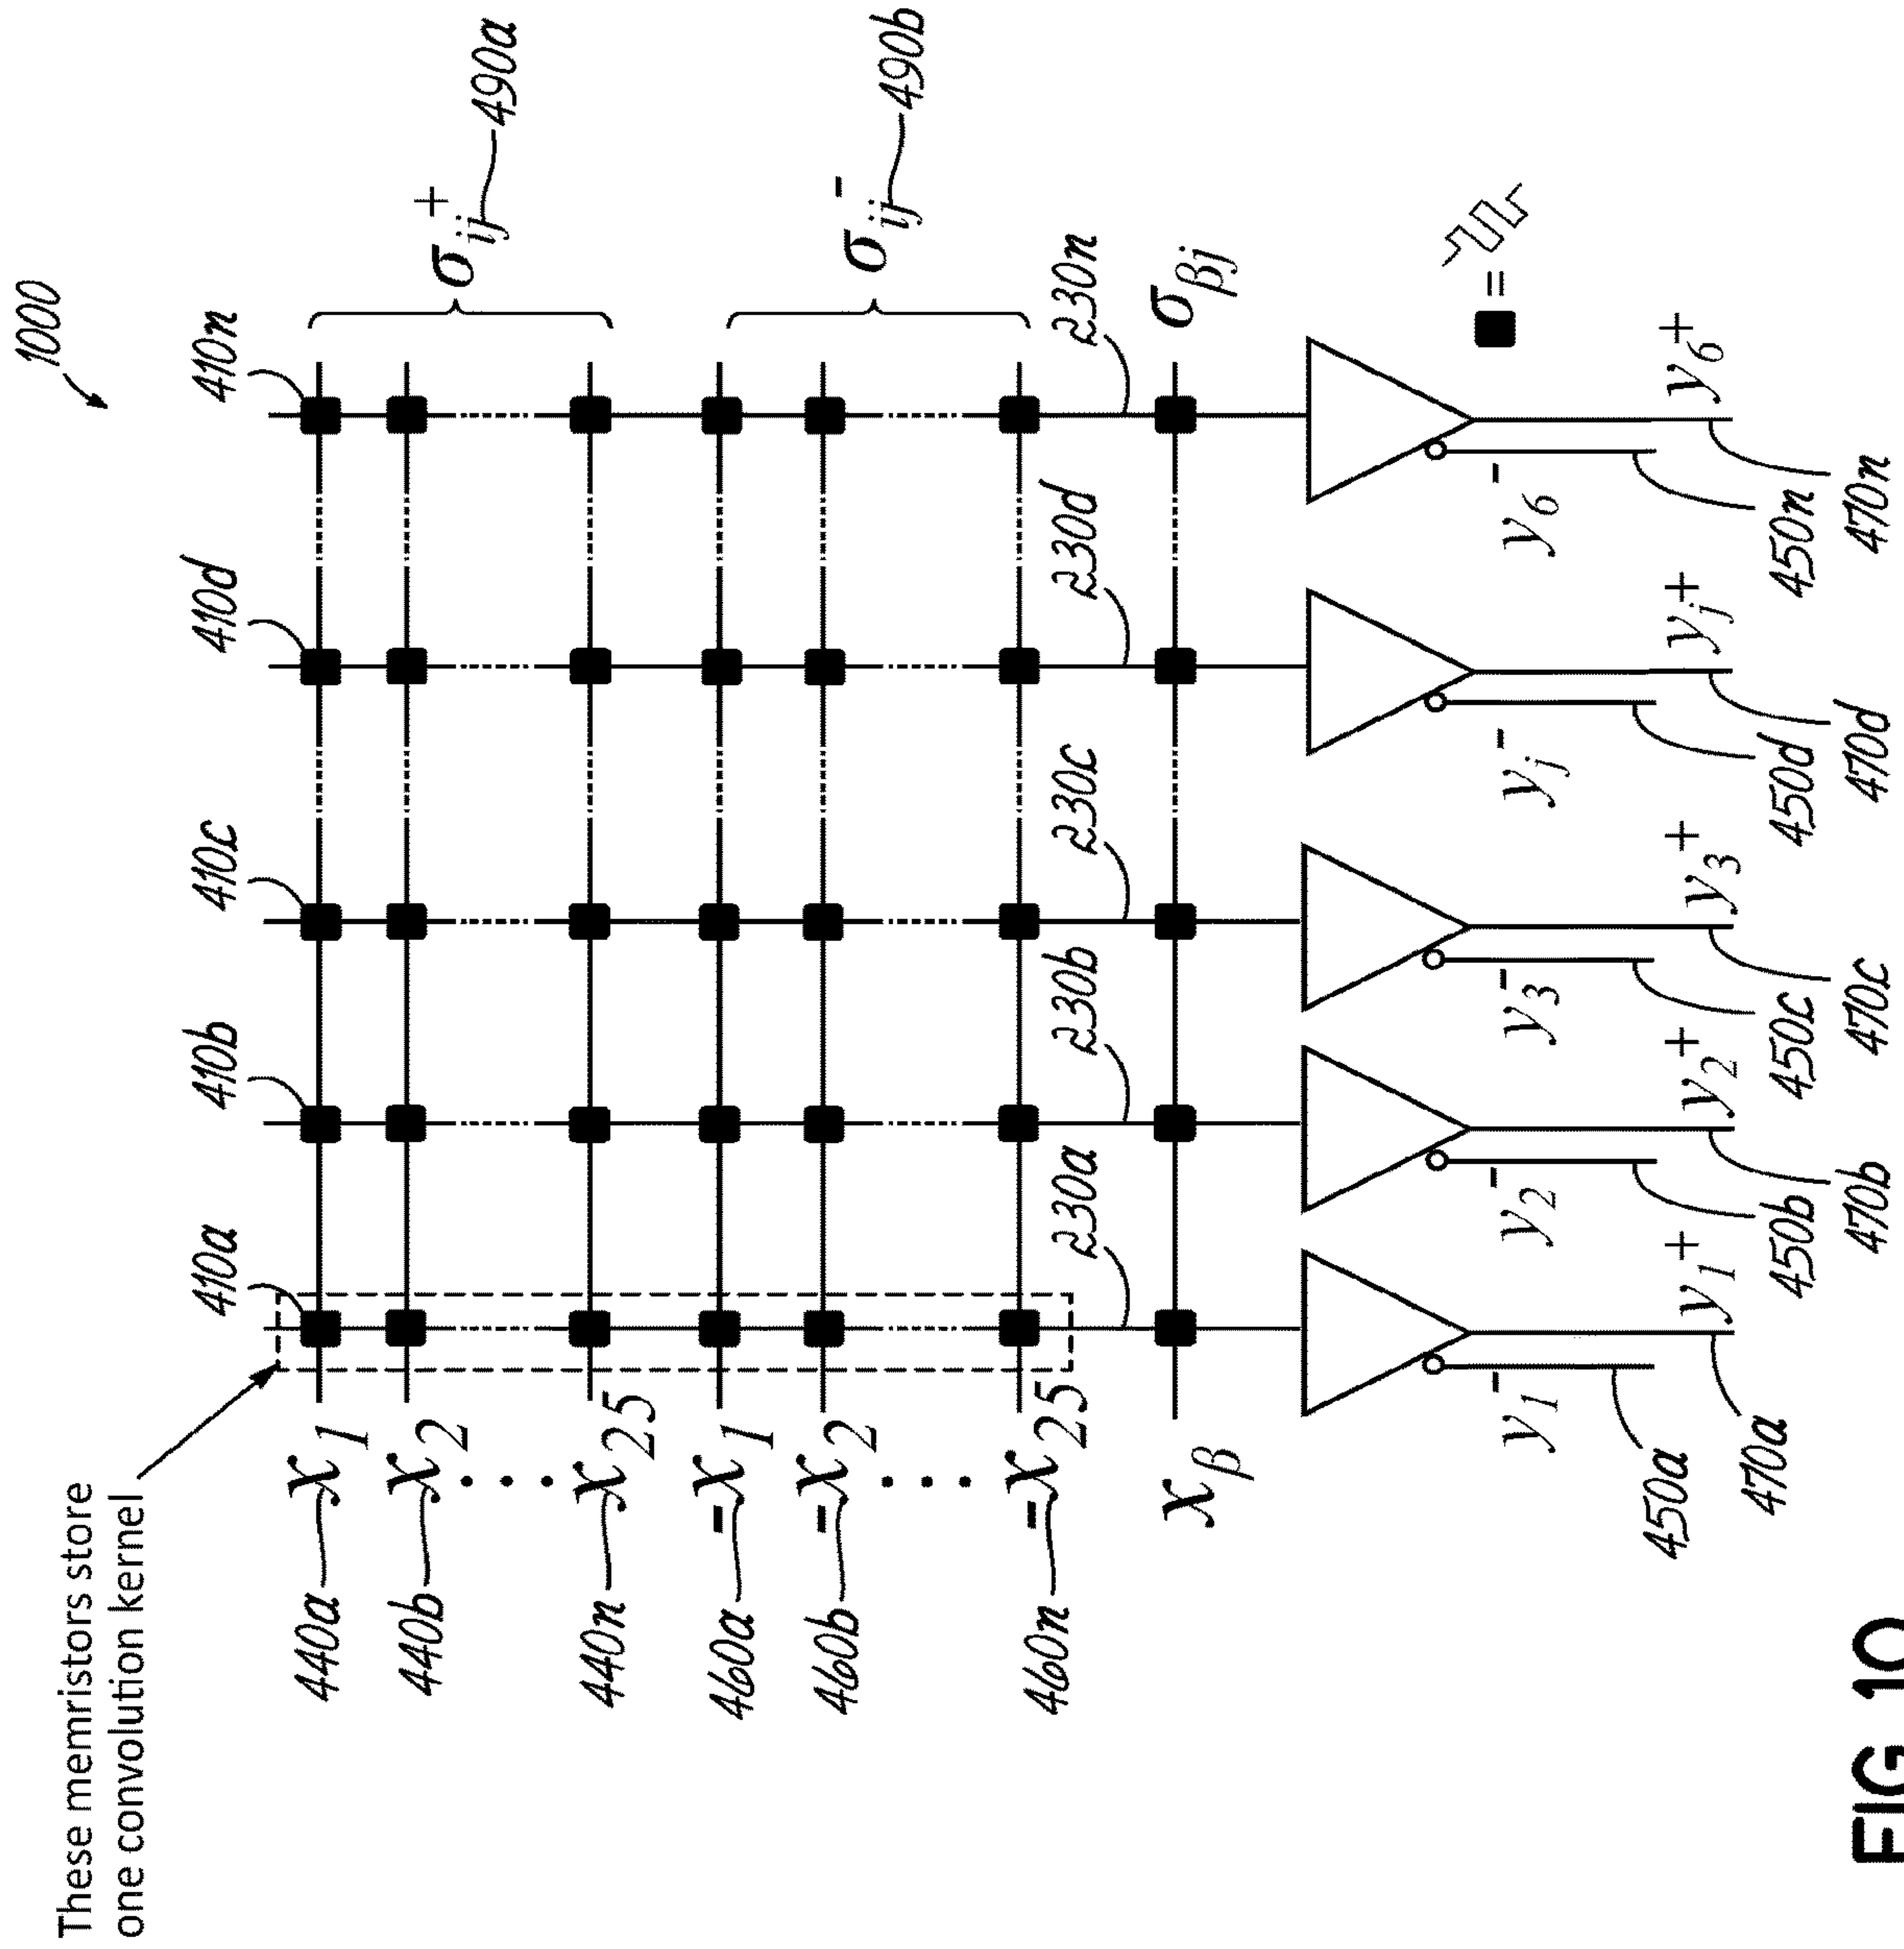 1000
These memristors store
one convolution kernel
410a 410b 410c 410d 410n
440a x₁
440b x₂
⋮
440n x₂₅
σᵢⱼ⁺ 490a
460a -x₁
460b -x₂
⋮
460n -x₂₅
σᵢⱼ⁻ 490b
230a 230b 230c 230d 230n
x_β σ_βj
■ =
y₁⁻ y₂⁻ y₃⁻ yⱼ⁻ y₆⁻
y₁⁺ y₂⁺ y₃⁺ yⱼ⁺ y₆⁺
450a 450b 450c 450d 450n
470a 470b 470c 470d 470n
FIG 10